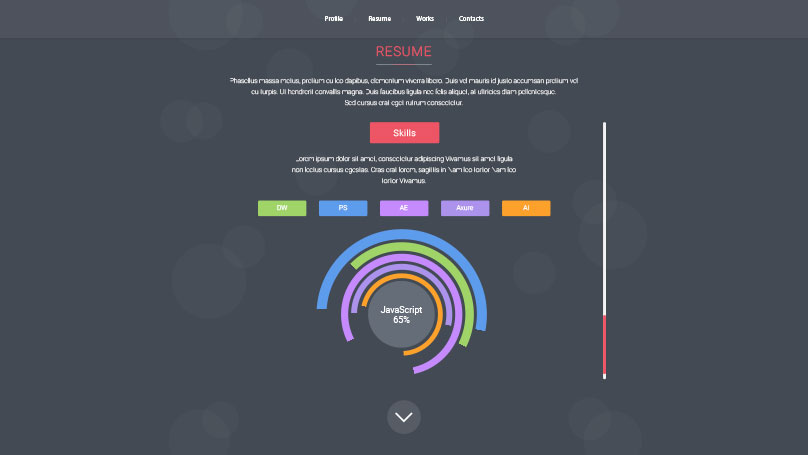 Profile
Resume
Works
Contacts
RESUME
Phasellus massa metus, pretium eu leo dapibus, elementum viverra libero. Duis vel mauris id justo accumsan pretium vel
eu turpis. Ut hendrerit convallis magna. Duis faucibus ligula nec felis aliquet, at ultricies diam pellentesque.
Sed cursus erat eget rutrum consectetur.
Skills
Lorem ipsum dolor sit amet, consectetur adipiscing Vivamus sit amet ligula
non lectus cursus egestas. Cras erat lorem, sagittis in Nam leo tortor Nam leo
tortor Vivamus.
DW
PS
AE
Axure
AI
JavaScript
65%